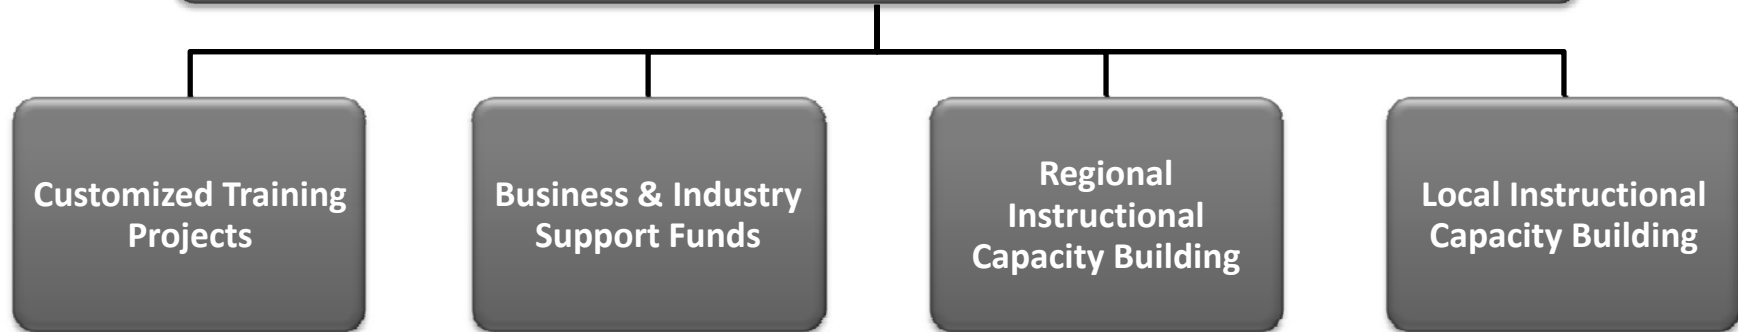 Customized Training
Projects
Business & Industry
Support Funds
Regional
Instructional
Capacity Building
Local Instructional
Capacity Building